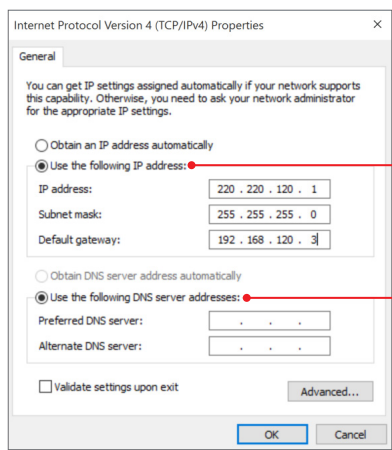 Internet Protocol Version 4 (TCP/IPv4) Properties
General
You can get IP settings assigned automatically if your network supports
this capability. Otherwise, you need to ask your network administrator
for the appropriate IP settings.
Obtain an IP address automatically
Use the following IP address:
IP address: 220 . 220 . 120 . 1
Subnet mask: 255 . 255 . 255 . 0
Default gateway: 192 . 168 . 120 . 3
Obtain DNS server address automatically
Use the following DNS server addresses:
Preferred DNS server: . . .
Alternate DNS server: . . .
Validate settings upon exit
Advanced...
OK Cancel